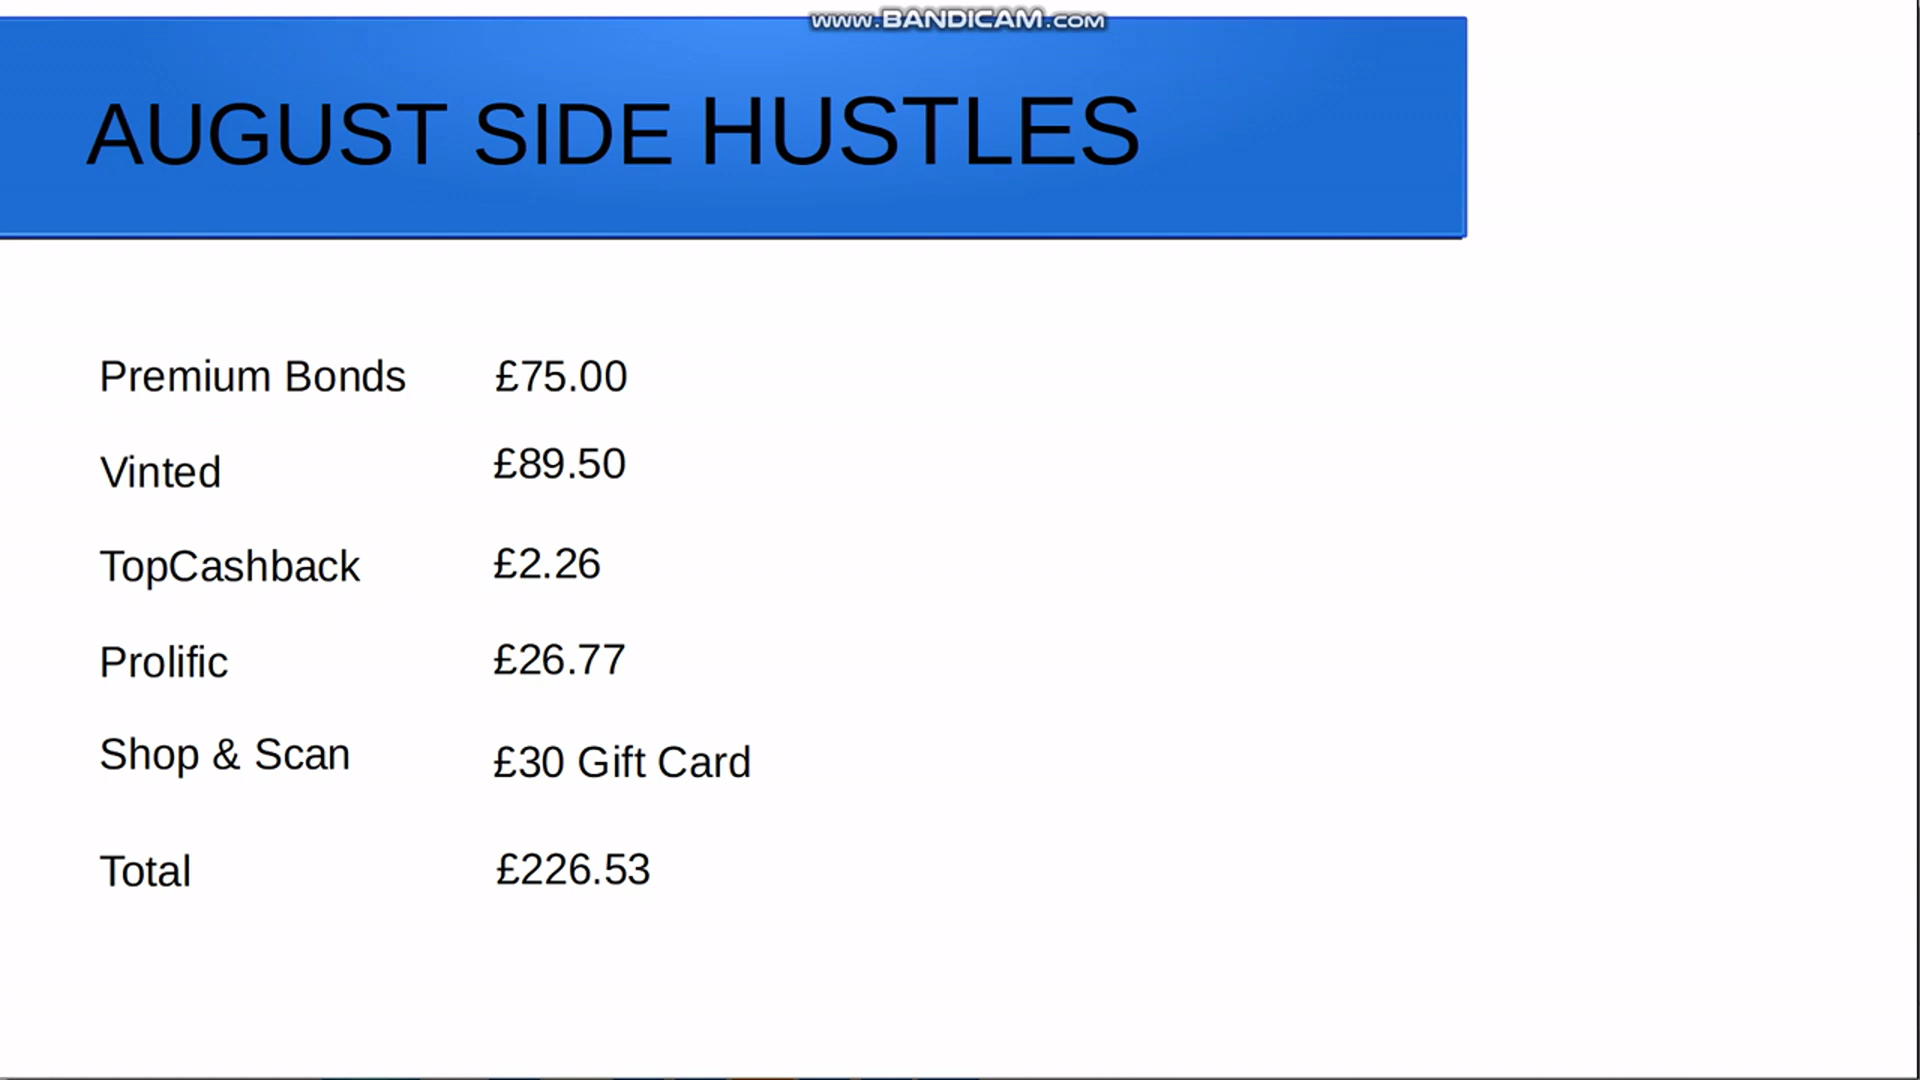 www.BANDICAM.com
AUGUST SIDE HUSTLES
Premium Bonds £75.00
Vinted £89.50
TopCashback £2.26
Prolific £26.77
Shop & Scan £30 Gift Card
Total £226.53